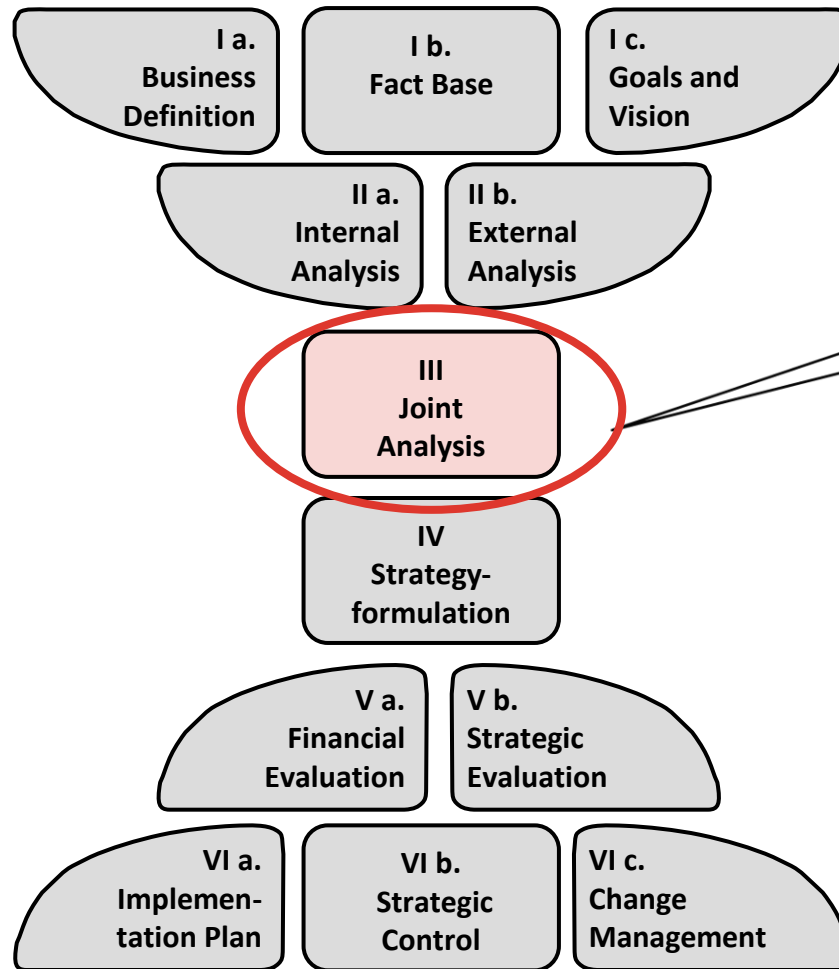 I a.
Business
Definition
I b.
Fact Base
I c.
Goals and
Vision
II a.
Internal
Analysis
II b.
External
Analysis
III
Joint
Analysis
IV
Strategy-
formulation
V a.
Financial
Evaluation
V b.
Strategic
Evaluation
VI a.
Implemen-
tation Plan
VI b.
Strategic
Control
VI c.
Change
Management